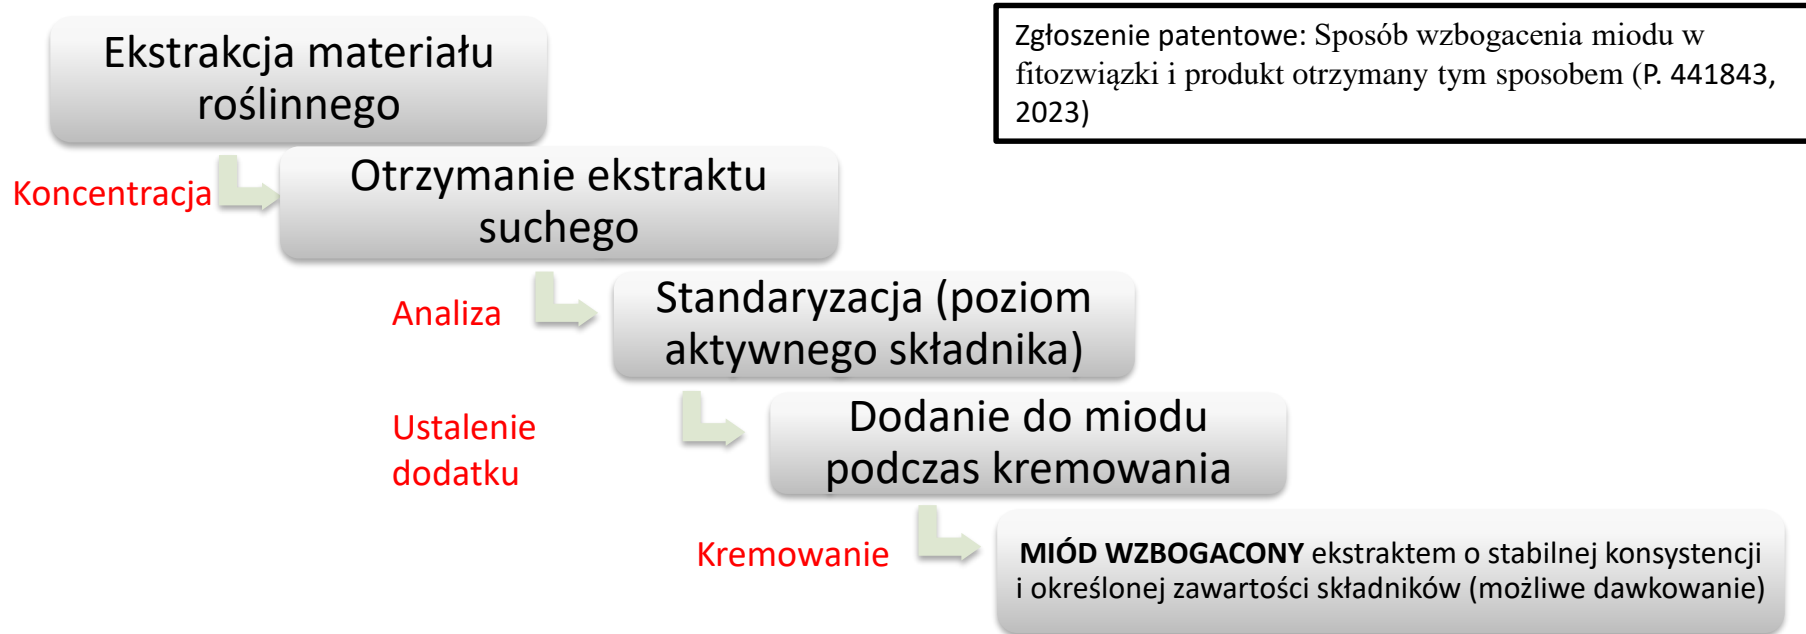 Ekstrakcja materiału
roślinnego
Zgłoszenie patentowe: Sposób wzbogacenia miodu w
fitozwiązki i produkt otrzymany tym sposobem (P. 441843,
2023)
Koncentracja
Otrzymanie ekstraktu
suchego
Analiza
Standaryzacja (poziom
aktywnego składnika)
Ustalenie
dodatku
Dodanie do miodu
podczas kremowania
Kremowanie
MIÓD WZBOGACONY ekstraktem o stabilnej konsystencji
i określonej zawartości składników (możliwe dawkowanie)